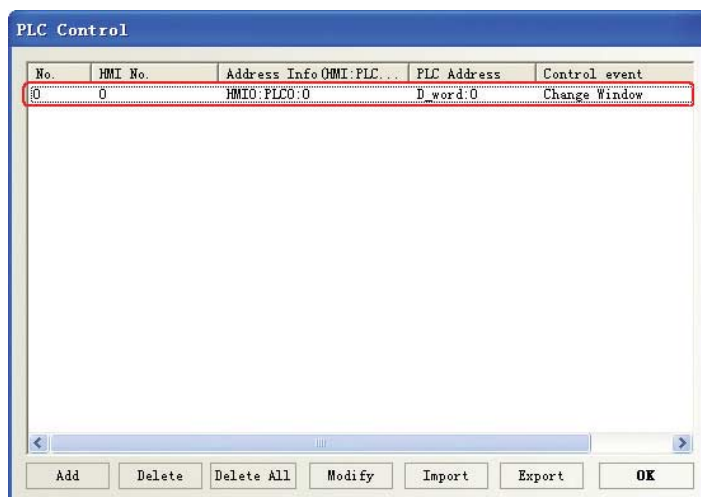 PLC Control
No. HMI No. Address Info(HMI:PLC... PLC Address Control event
0 0 HMI0:PLC0:0 D_word:0 Change Window
Add Delete Delete All Modify Import Export OK